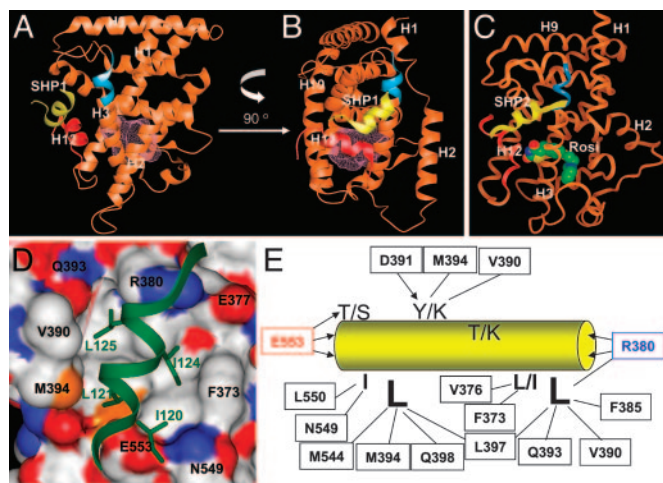 A
H9
H1
SHP1
H3
H12
90 º
B
H1
H10
SHP1
H2
C
H9
H1
SHP2
H2
H12
Rosi
H3
D
Q393
R380
E377
V390
L125
I124
M394
L121
F373
I120
E553
N549
E
D391 M394 V390
T/S Y/K
T/K
E553
R380
I L L/I L
L550
N549
M544 M394 Q398
V376
F373
L397 Q393 V390
F385